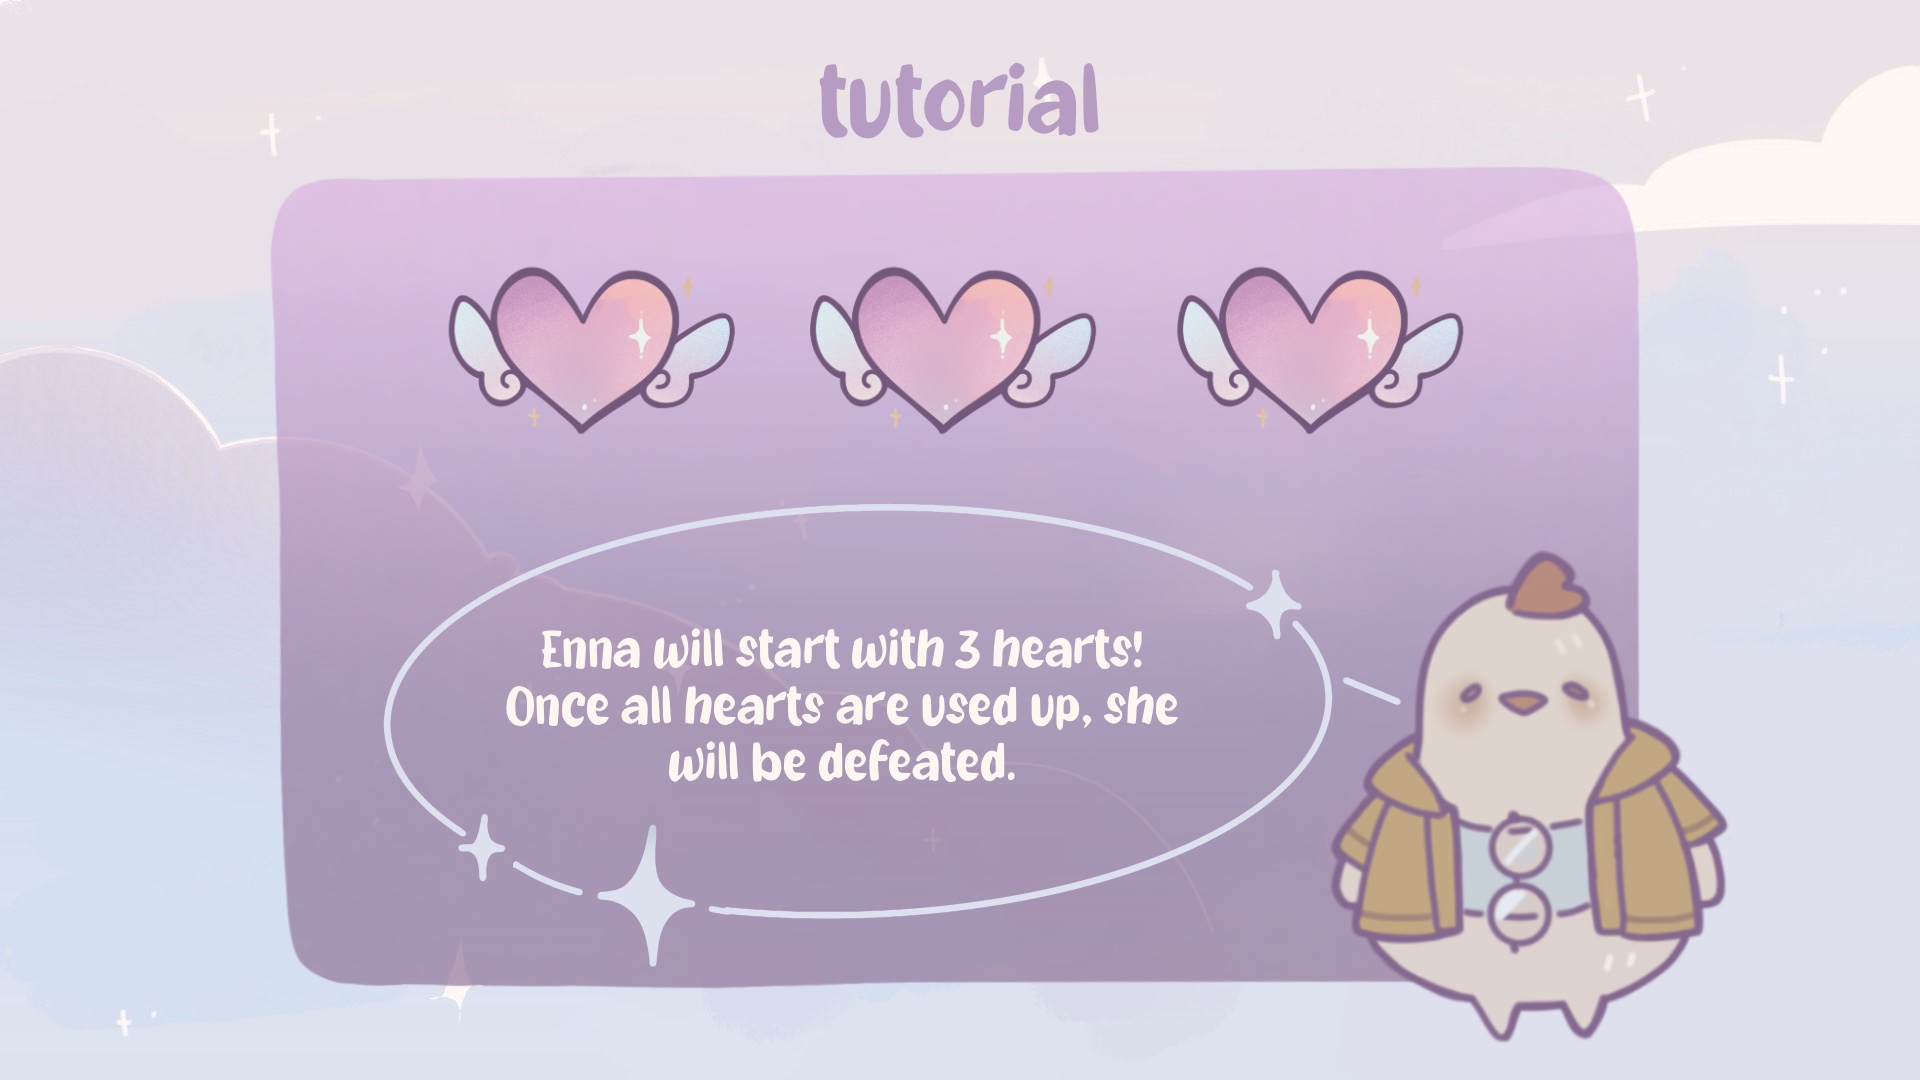 tutorial
Enna will start with 3 hearts!
Once all hearts are used up, she
will be defeated.